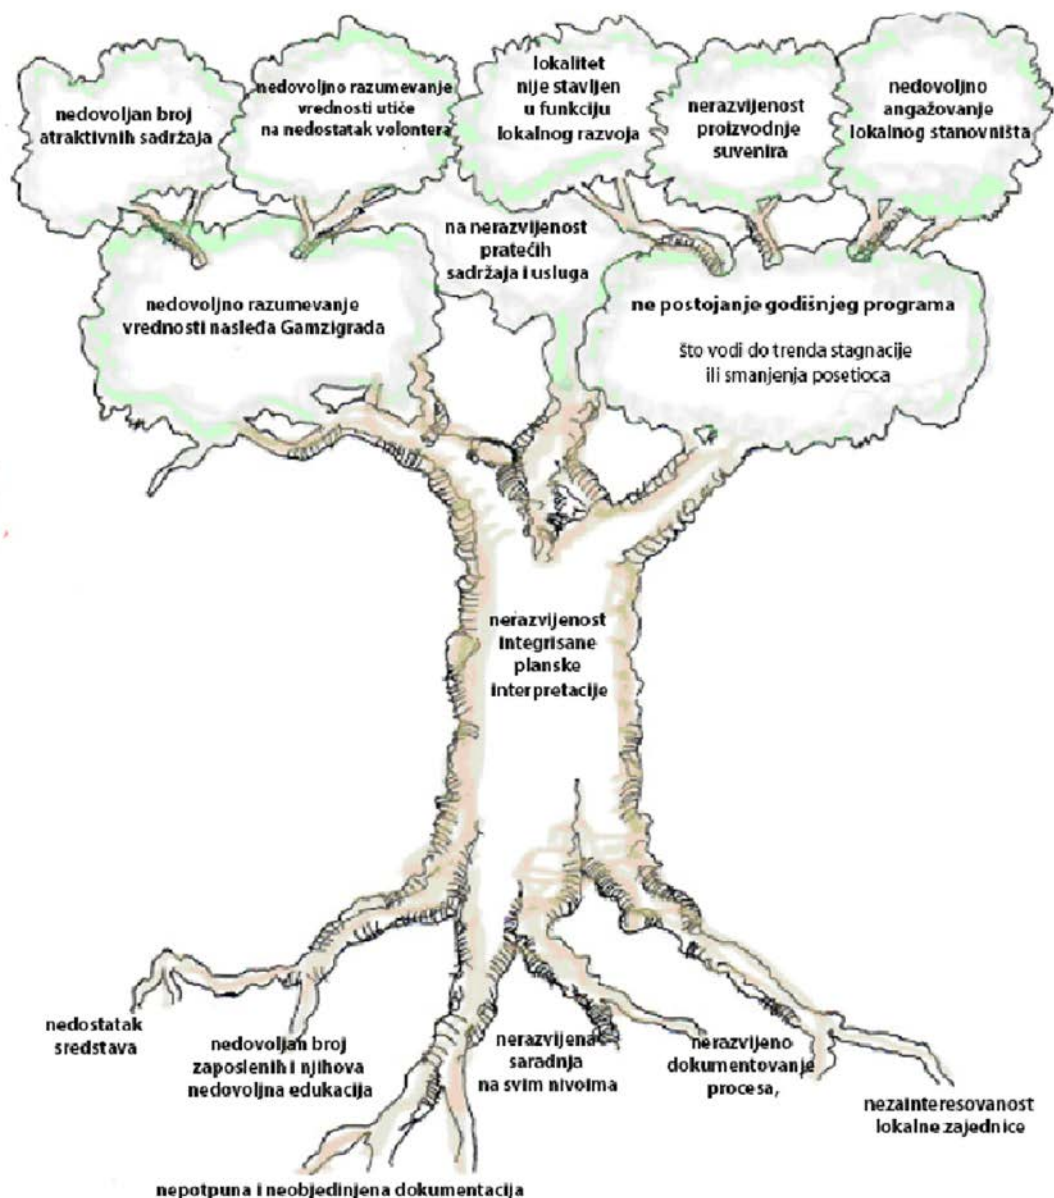 nedovoljan broj
atraktivnih sadržaja
nedovoljno razumevanje
vrednosti utiče
na nedostatak volontera
lokalitet
nije stavljen
u funkciju
lokalnog razvoja
nerazvijenost
proizvodnje
suvenira
nedovoljno
angažovanje
lokalnog stanovništa
na nerazvijenost
pratećih
sadržaja i usluga
nedovoljno razumevanje
vrednosti nasleđa Gamzigrada
ne postojanje godišnjeg programa
što vodi do trenda stagnacije
ili smanjenja posetioca
nerazvijenost
integrisane
planske
interpretacije
nedostatak
sredstava
nedovoljan broj
zaposlenih i njihova
nedovoljna edukacija
nerazvijena
saradnja
na svim nivoima
nerazvijeno
dokumentovanje
procesa,
nezainteresovanost
lokalne zajednice
nepotpuna i neobjedinjena dokumentacija